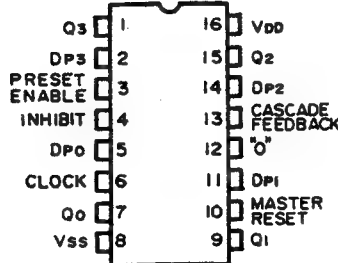 Q3 1 16 VDD
DP3 2 15 Q2
PRESET
ENABLE 3 14 DP2
INHIBIT 4 13 CASCADE
FEEDBACK
DP0 5 12 "0"
CLOCK 6 11 DP1
Q0 7 10 MASTER
RESET
VSS 8 9 Q1